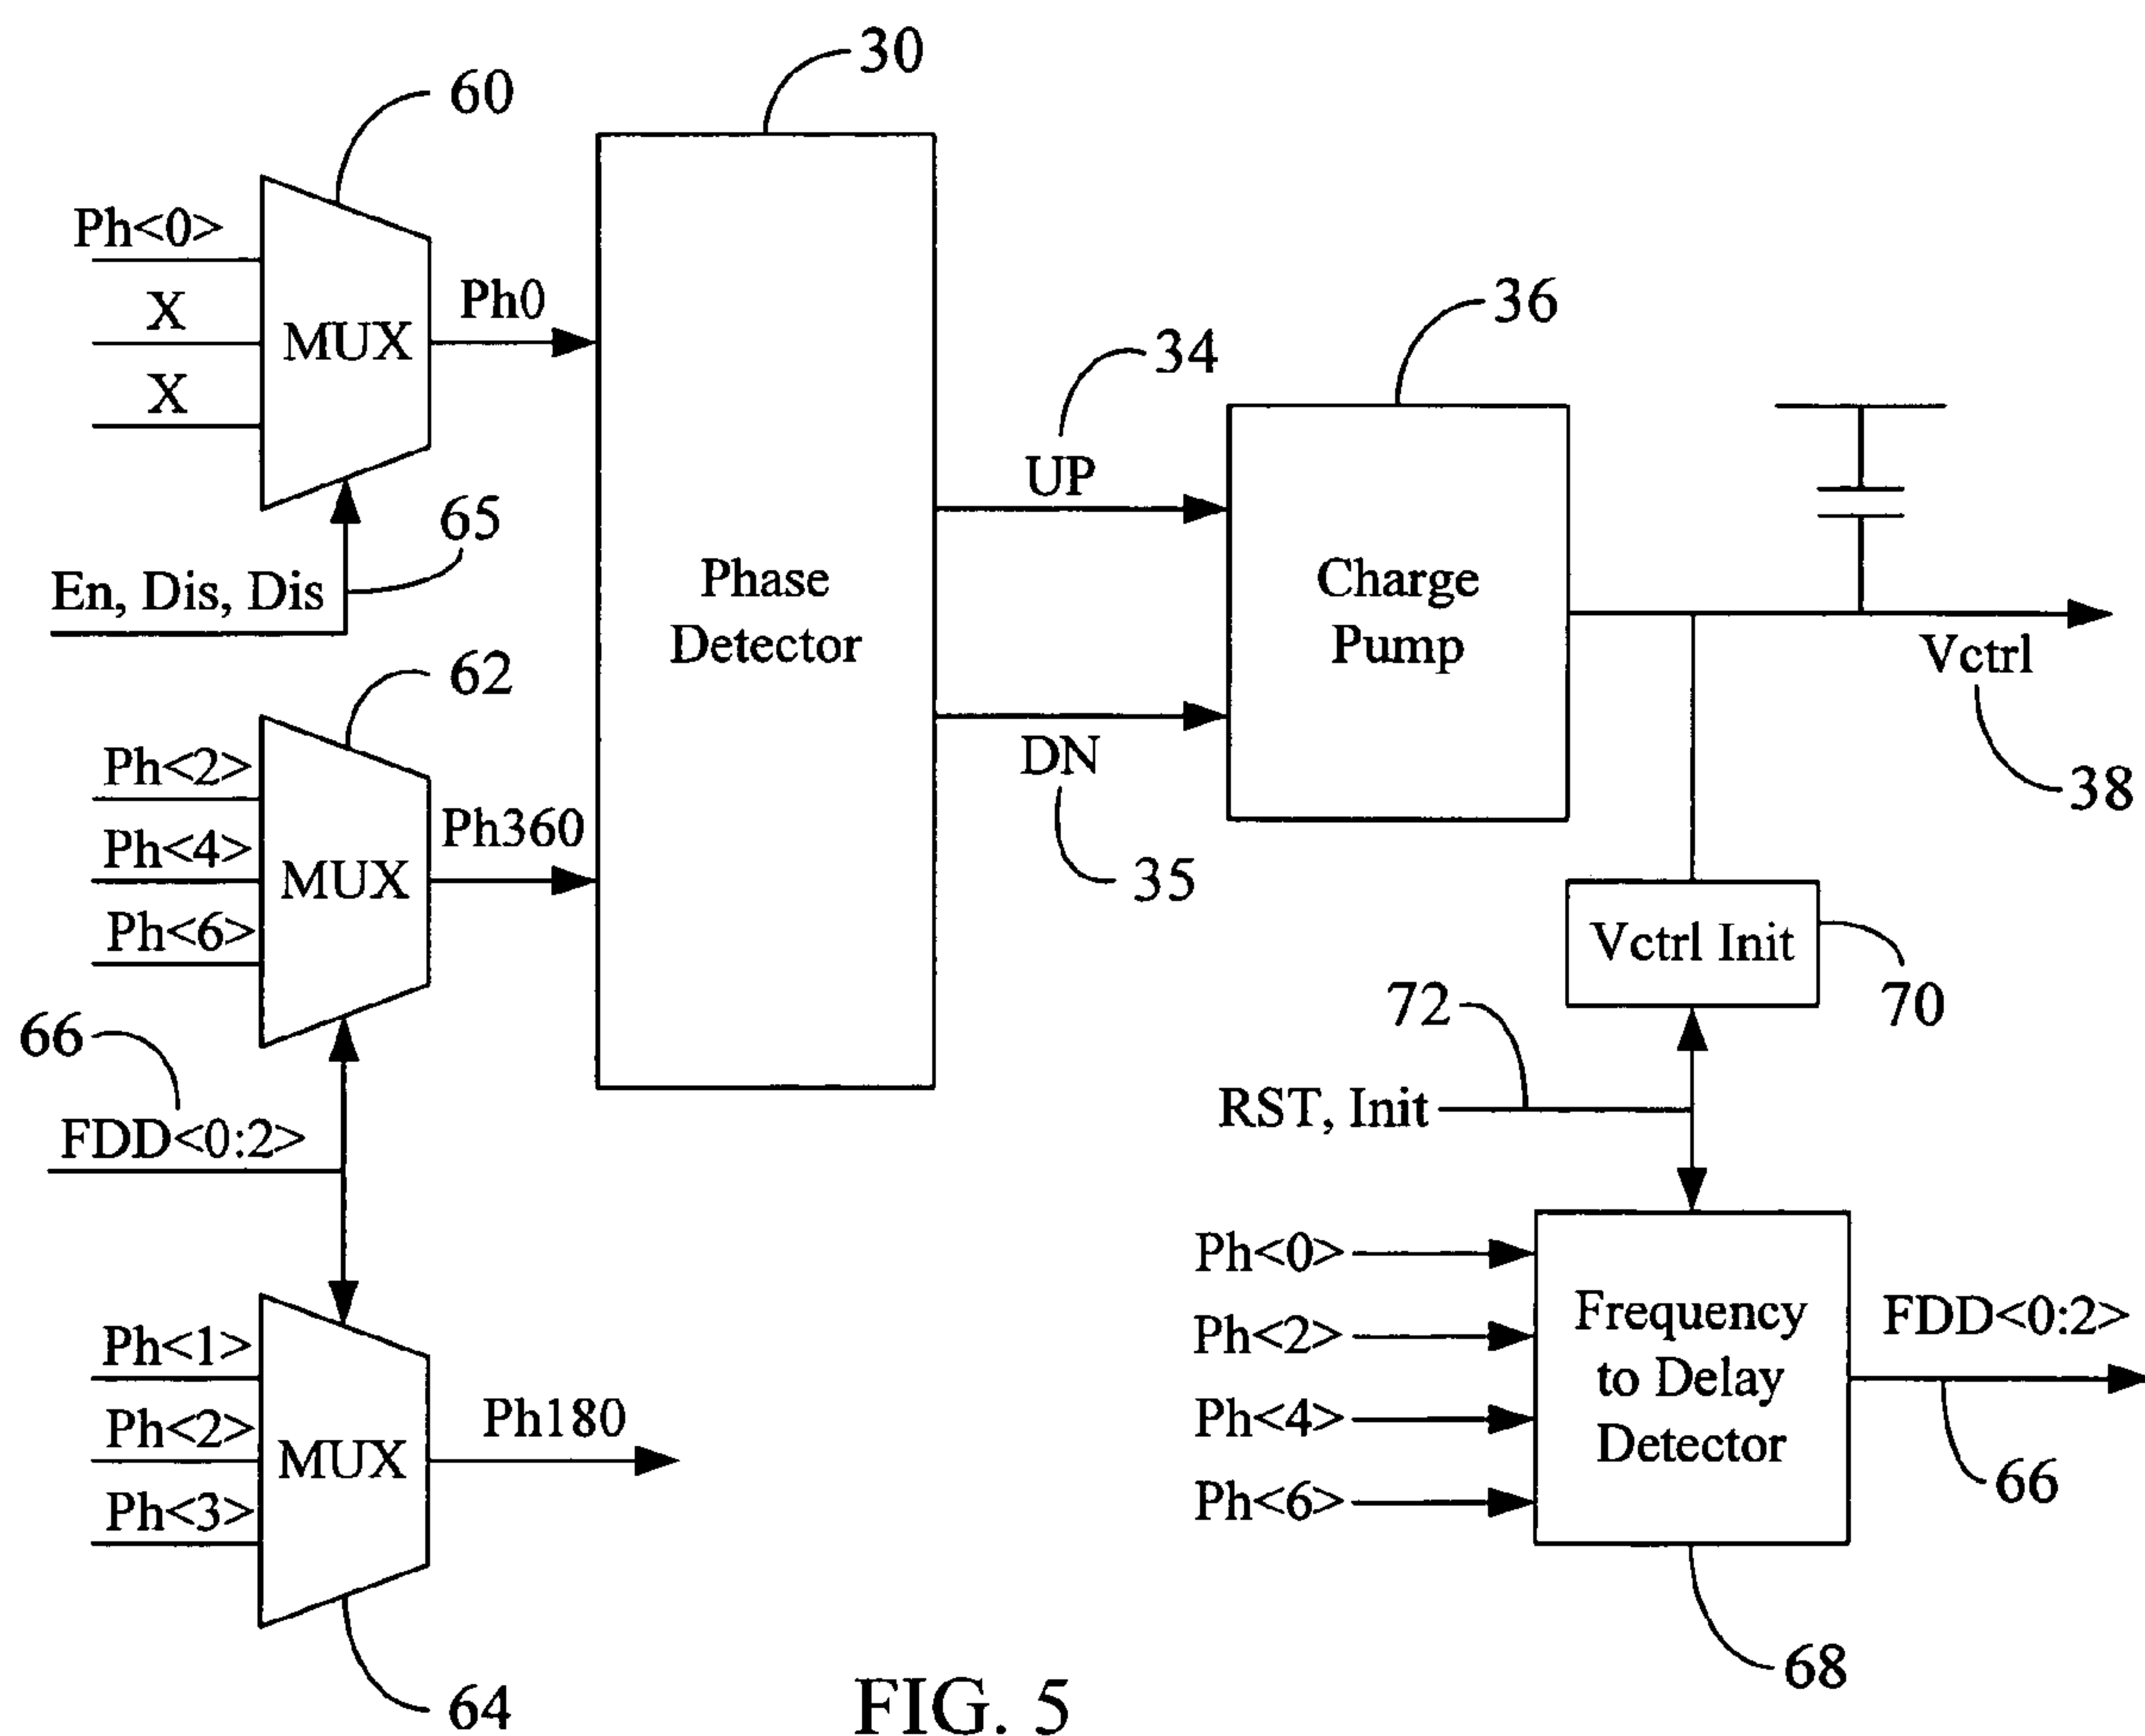 30
60
Ph<0>
X
X
MUX
Ph0
65
En, Dis, Dis
Phase
Detector
34
UP
DN
35
36
Charge
Pump
Vctrl
38
62
Ph<2>
Ph<4>
Ph<6>
MUX
Ph360
66
FDD<0:2>
Ph<1>
Ph<2>
Ph<3>
MUX
Ph180
64
Vctrl Init
70
72
RST, Init
Ph<0>
Ph<2>
Ph<4>
Ph<6>
Frequency
to Delay
Detector
FDD<0:2>
66
68
FIG. 5